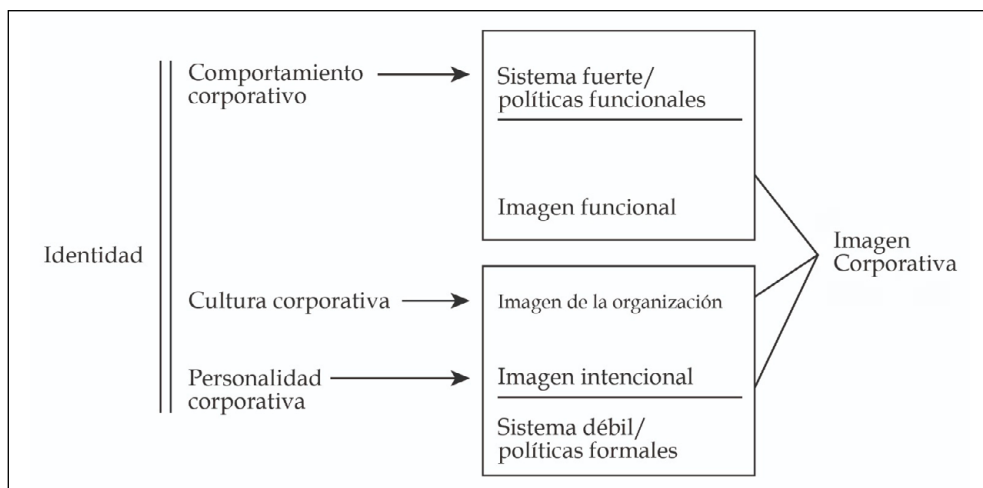 Identidad
Comportamiento
corporativo
Cultura corporativa
Personalidad
corporativa
Sistema fuerte/
políticas funcionales
Imagen funcional
Imagen de la organización
Imagen intencional
Sistema débil/
políticas formales
Imagen
Corporativa